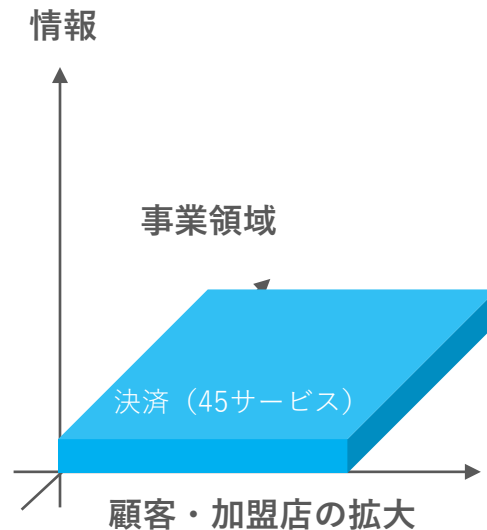 情報
事業領域
決済（45サービス）
顧客・加盟店の拡大